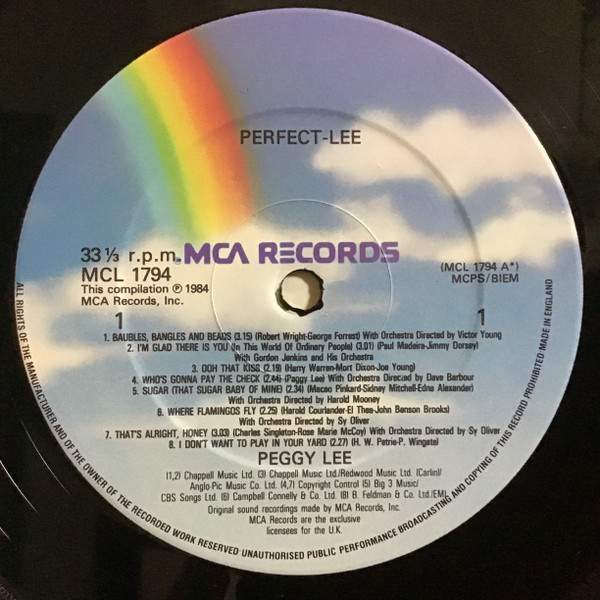 PERFECT-LEE
33⅓ r.p.m. MCA RECORDS
MCL 1794
This compilation ℗ 1984
MCA Records, Inc.
(MCL 1794 A*)
MCPS/BIEM
1
1
1. BAUBLES, BANGLES AND BEADS (3.15) (Robert Wright-George Forrest) With Orchestra Directed by Victor Young
2. I'M GLAD THERE IS YOU (In This World Of Ordinary People) (3.01) (Paul Madeira-Jimmy Dorsey)
With Gordon Jenkins and His Orchestra
3. OOH THAT KISS (2.19) (Harry Warren-Mort Dixon-Joe Young)
4. WHO'S GONNA PAY THE CHECK (2.44) (Peggy Lee) With Orchestra Directed by Dave Barbour
5. SUGAR (THAT SUGAR BABY OF MINE) (2.34) (Maceo Pinkard-Sidney Mitchell-Edna Alexander)
With Orchestra Directed by Harold Mooney
6. WHERE FLAMINGOS FLY (2.25) (Harold Courlander-El Thea-John Benson Brooks)
With Orchestra Directed by Sy Oliver
7. THAT'S ALRIGHT, HONEY (3.03) (Charles Singleton-Rose Marie McCoy) With Orchestra Directed by Sy Oliver
8. I DON'T WANT TO PLAY IN YOUR YARD (2.27) (H. W. Petrie-P. Wingate)
PEGGY LEE
(1,2) Chappell Music Ltd. (3) Chappell Music Ltd./Redwood Music Ltd. (Carlin)/
Anglo-Pic Music Co. Ltd. (4,7) Copyright Control (5) Big 3 Music/
CBS Songs Ltd. (6) Campbell Connelly & Co. Ltd. (8) B. Feldman & Co. Ltd./EMI.
Original sound recordings made by MCA Records, Inc.
MCA Records are the exclusive
licensees for the U.K.
ALL RIGHTS OF THE MANUFACTURER AND OF THE OWNER OF THE RECORDED WORK RESERVED·UNAUTHORISED PUBLIC PERFORMANCE BROADCASTING AND COPYING OF THIS RECORD PROHIBITED·MADE IN ENGLAND